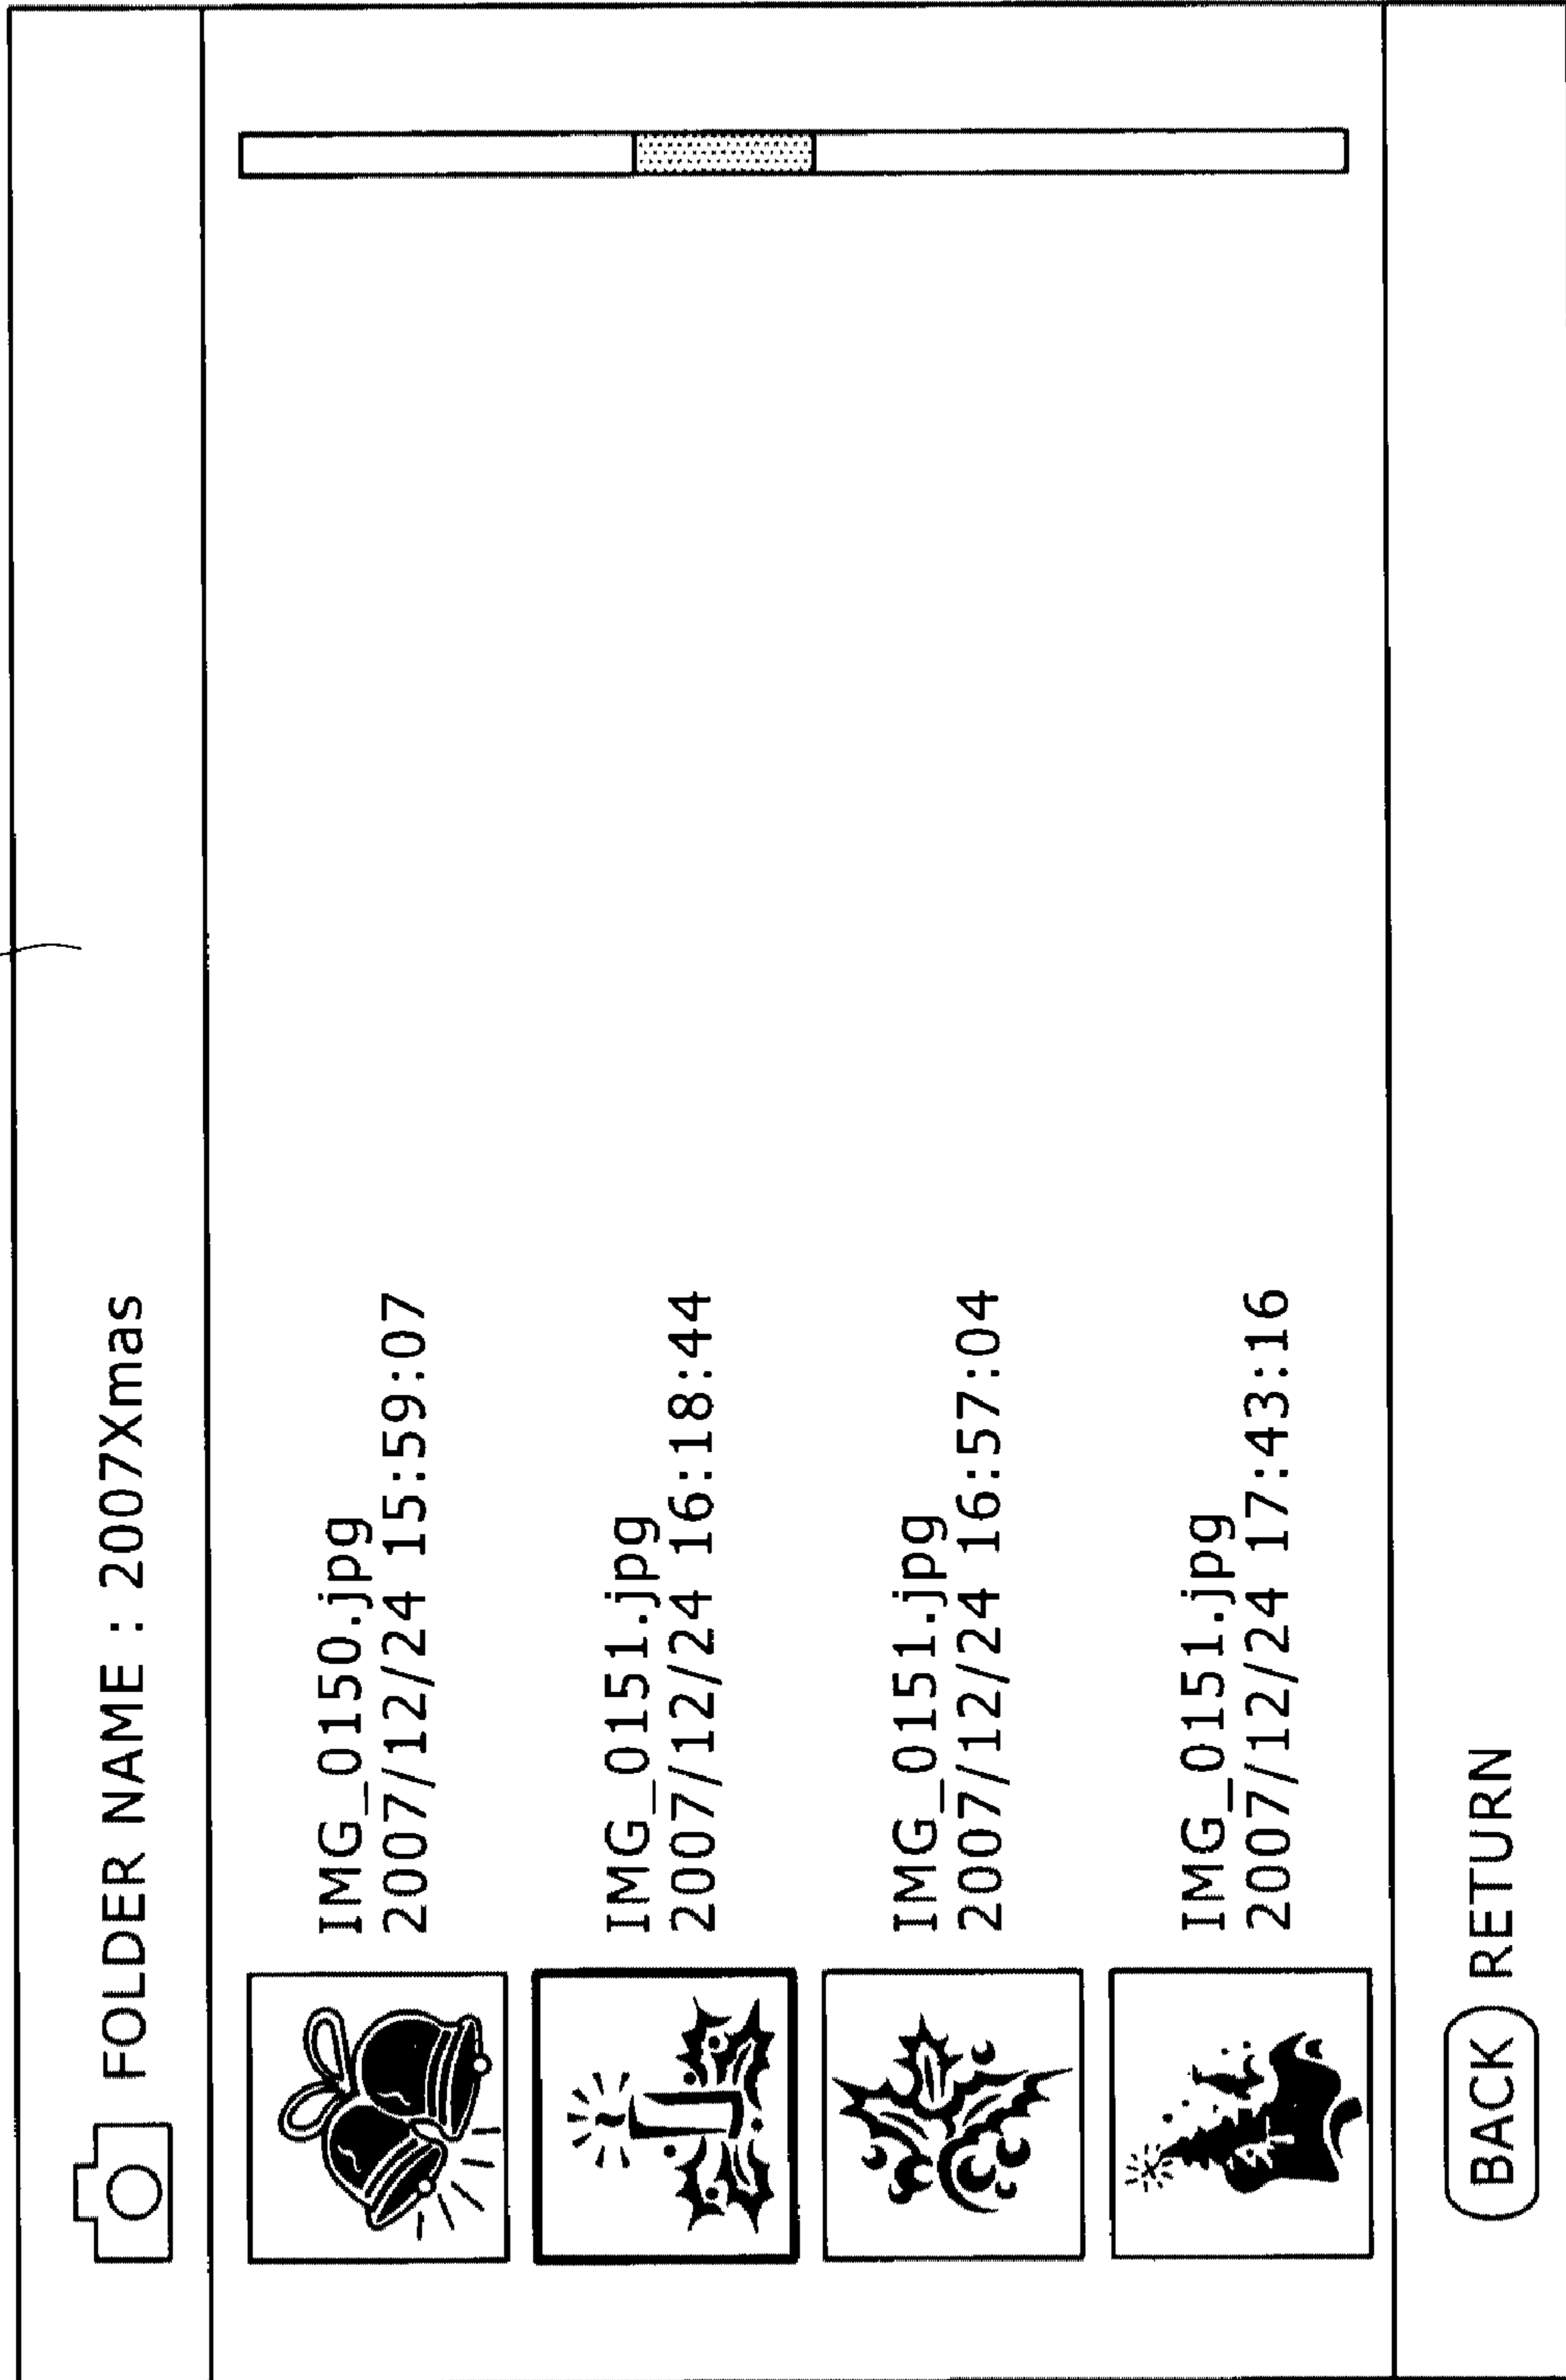 FOLDER NAME : 2007Xmas
IMG_0150.jpg
2007/12/24 15:59:07
IMG_0151.jpg
2007/12/24 16:18:44
IMG_0151.jpg
2007/12/24 16:57:04
IMG_0151.jpg
2007/12/24 17:43:16
BACK RETURN